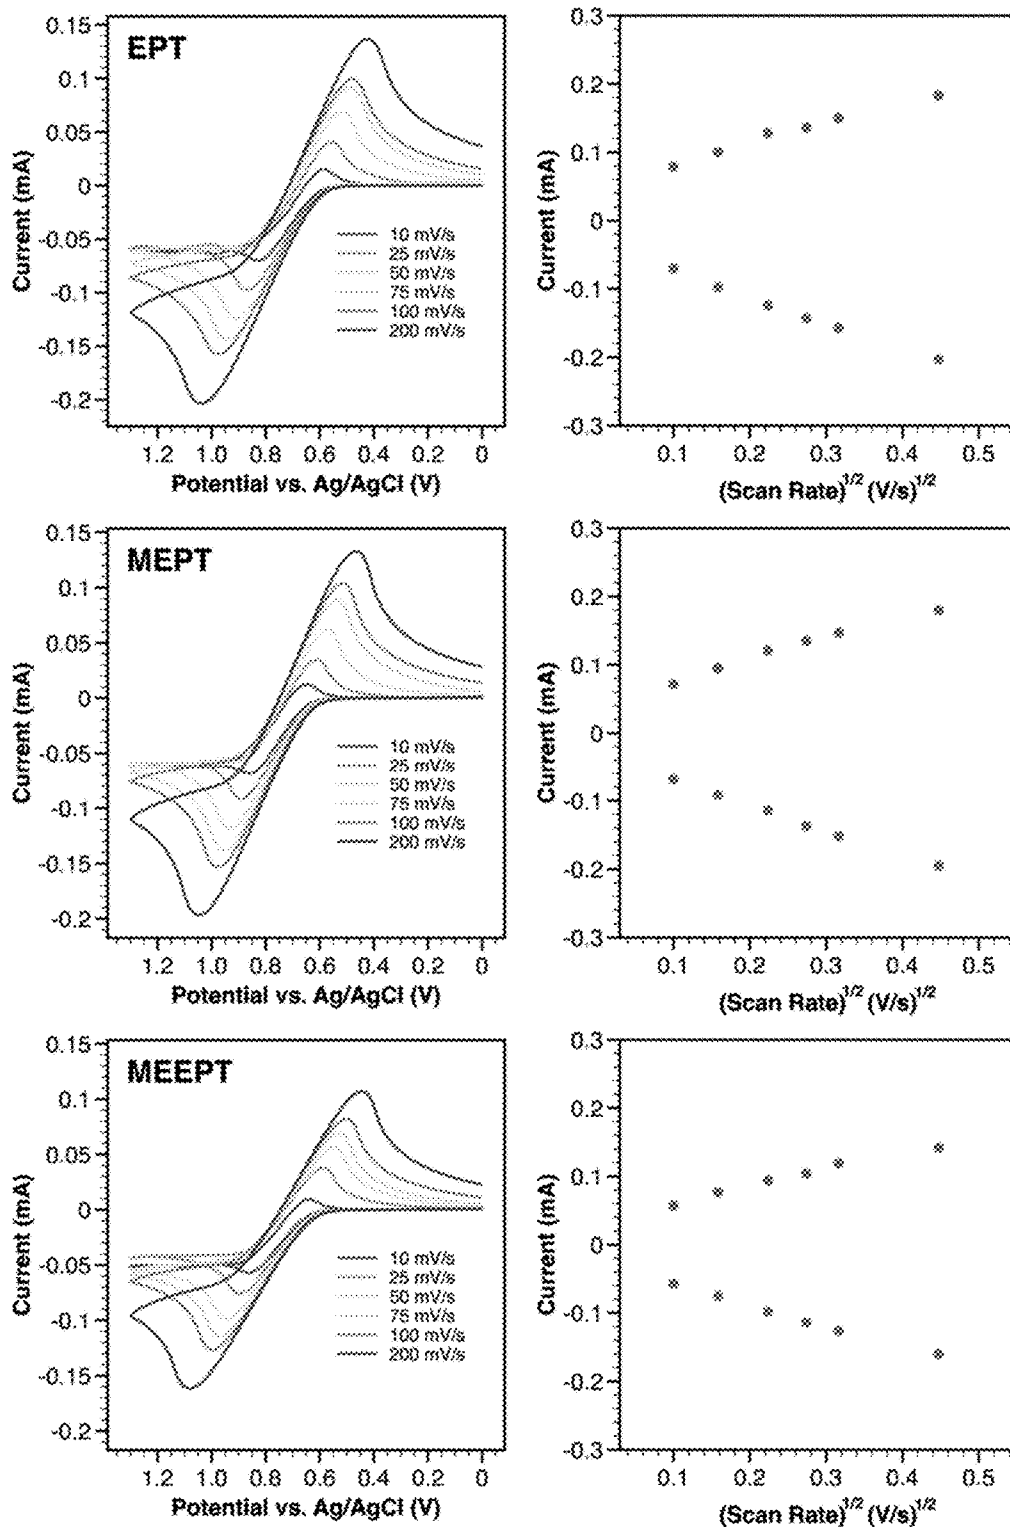 EPT
0.15
0.1
0.05
0
-0.05
-0.1
-0.15
-0.2
Current (mA)
10 mV/s
25 mV/s
50 mV/s
75 mV/s
100 mV/s
200 mV/s
1.2 1.0 0.8 0.6 0.4 0.2 0
Potential vs. Ag/AgCl (V)
0.3
0.2
0.1
0
-0.1
-0.2
-0.3
Current (mA)
0.1 0.2 0.3 0.4 0.5
(Scan Rate)^1/2 (V/s)^1/2
MEPT
0.15
0.1
0.05
0
-0.05
-0.1
-0.15
-0.2
Current (mA)
10 mV/s
25 mV/s
50 mV/s
75 mV/s
100 mV/s
200 mV/s
1.2 1.0 0.8 0.6 0.4 0.2 0
Potential vs. Ag/AgCl (V)
0.3
0.2
0.1
0
-0.1
-0.2
-0.3
Current (mA)
0.1 0.2 0.3 0.4 0.5
(Scan Rate)^1/2 (V/s)^1/2
MEEPT
0.15
0.1
0.05
0
-0.05
-0.1
-0.15
-0.2
Current (mA)
10 mV/s
25 mV/s
50 mV/s
75 mV/s
100 mV/s
200 mV/s
1.2 1.0 0.8 0.6 0.4 0.2 0
Potential vs. Ag/AgCl (V)
0.3
0.2
0.1
0
-0.1
-0.2
-0.3
Current (mA)
0.1 0.2 0.3 0.4 0.5
(Scan Rate)^1/2 (V/s)^1/2